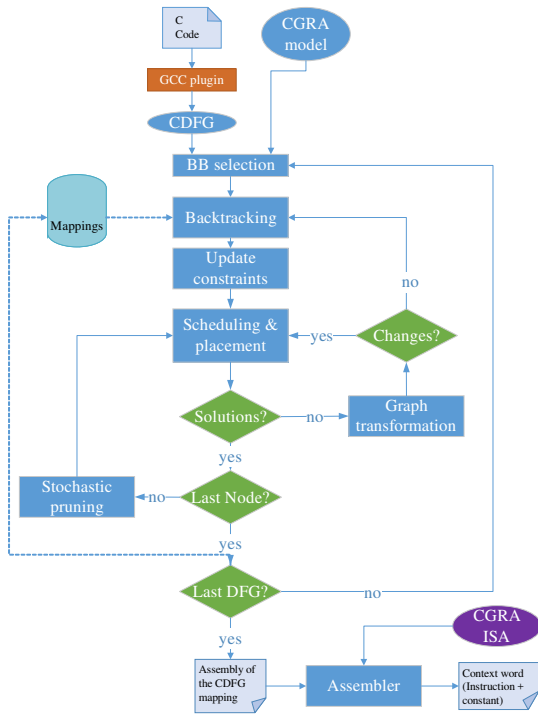 C
Code
CGRA
model
GCC plugin
CDFG
BB selection
Mappings
Backtracking
Update
constraints
no
Scheduling &
placement
yes
Changes?
Solutions?
no
Graph
transformation
yes
Stochastic
pruning
no
Last Node?
yes
Last DFG?
no
yes
CGRA
ISA
Assembly of
the CDFG
mapping
Assembler
Context word
(Instruction +
constant)